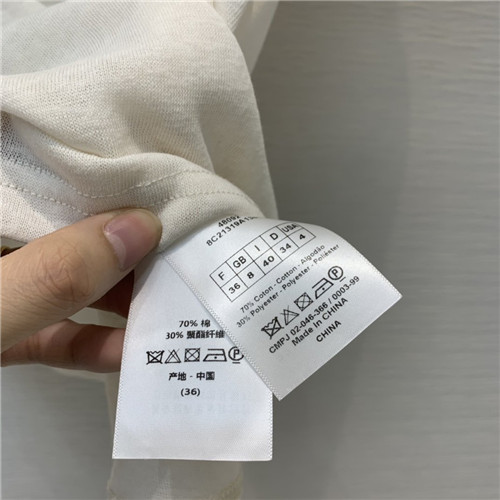 8C21319A1
F GB I D USA
36 8 40 34 4
70% Coton - Cotton - Algodão
30% Polyester - Polyester - Poliéster
CMPJ 02-046-366 / 0003-99
Made in CHINA
CHINA
70% 棉
30% 聚酯纤维
产地 - 中国
(36)